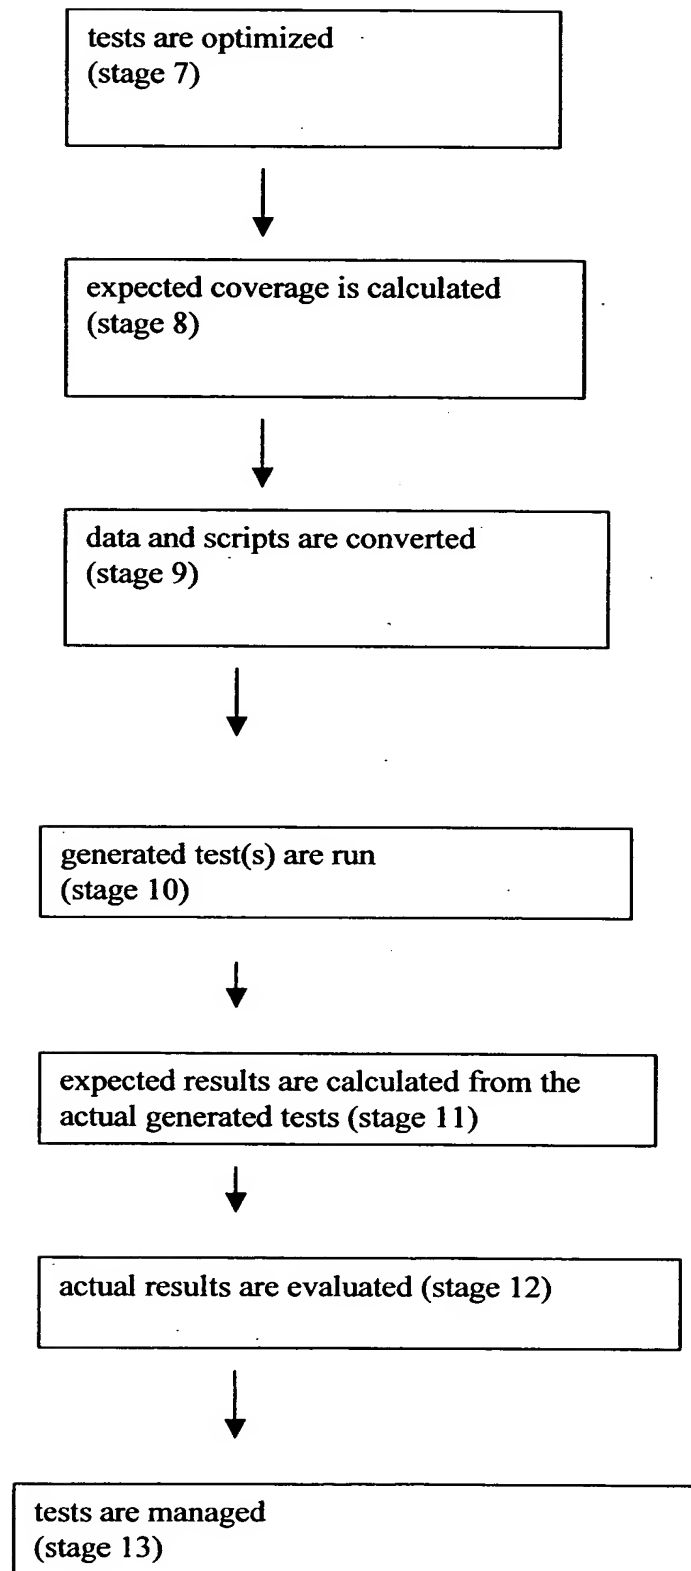 tests are optimized
(stage 7)
expected coverage is calculated
(stage 8)
data and scripts are converted
(stage 9)
generated test(s) are run
(stage 10)
expected results are calculated from the
actual generated tests (stage 11)
actual results are evaluated (stage 12)
tests are managed
(stage 13)